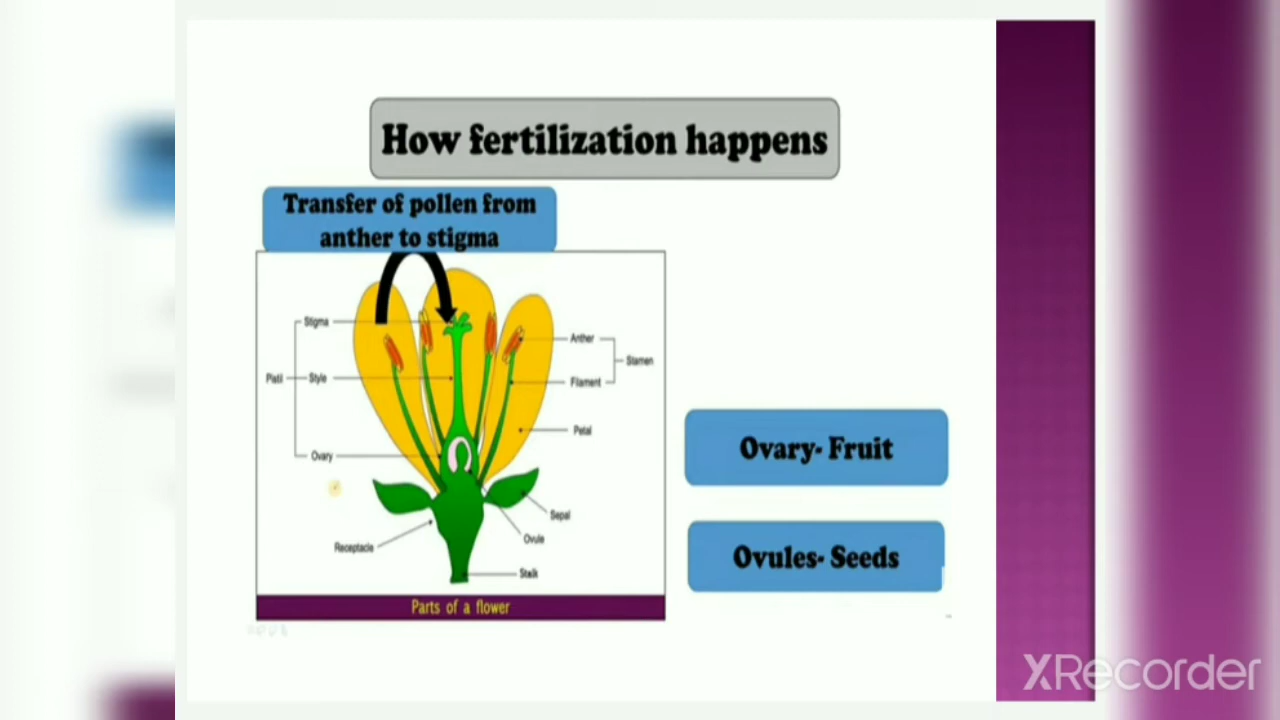 How fertilization happens
Transfer of pollen from
anther to stigma
Stigma
Anther
Stamen
Pistil
Style
Filament
Petal
Ovary
Sepal
Ovule
Receptacle
Stalk
Parts of a flower
Ovary- Fruit
Ovules- Seeds
XRecorder